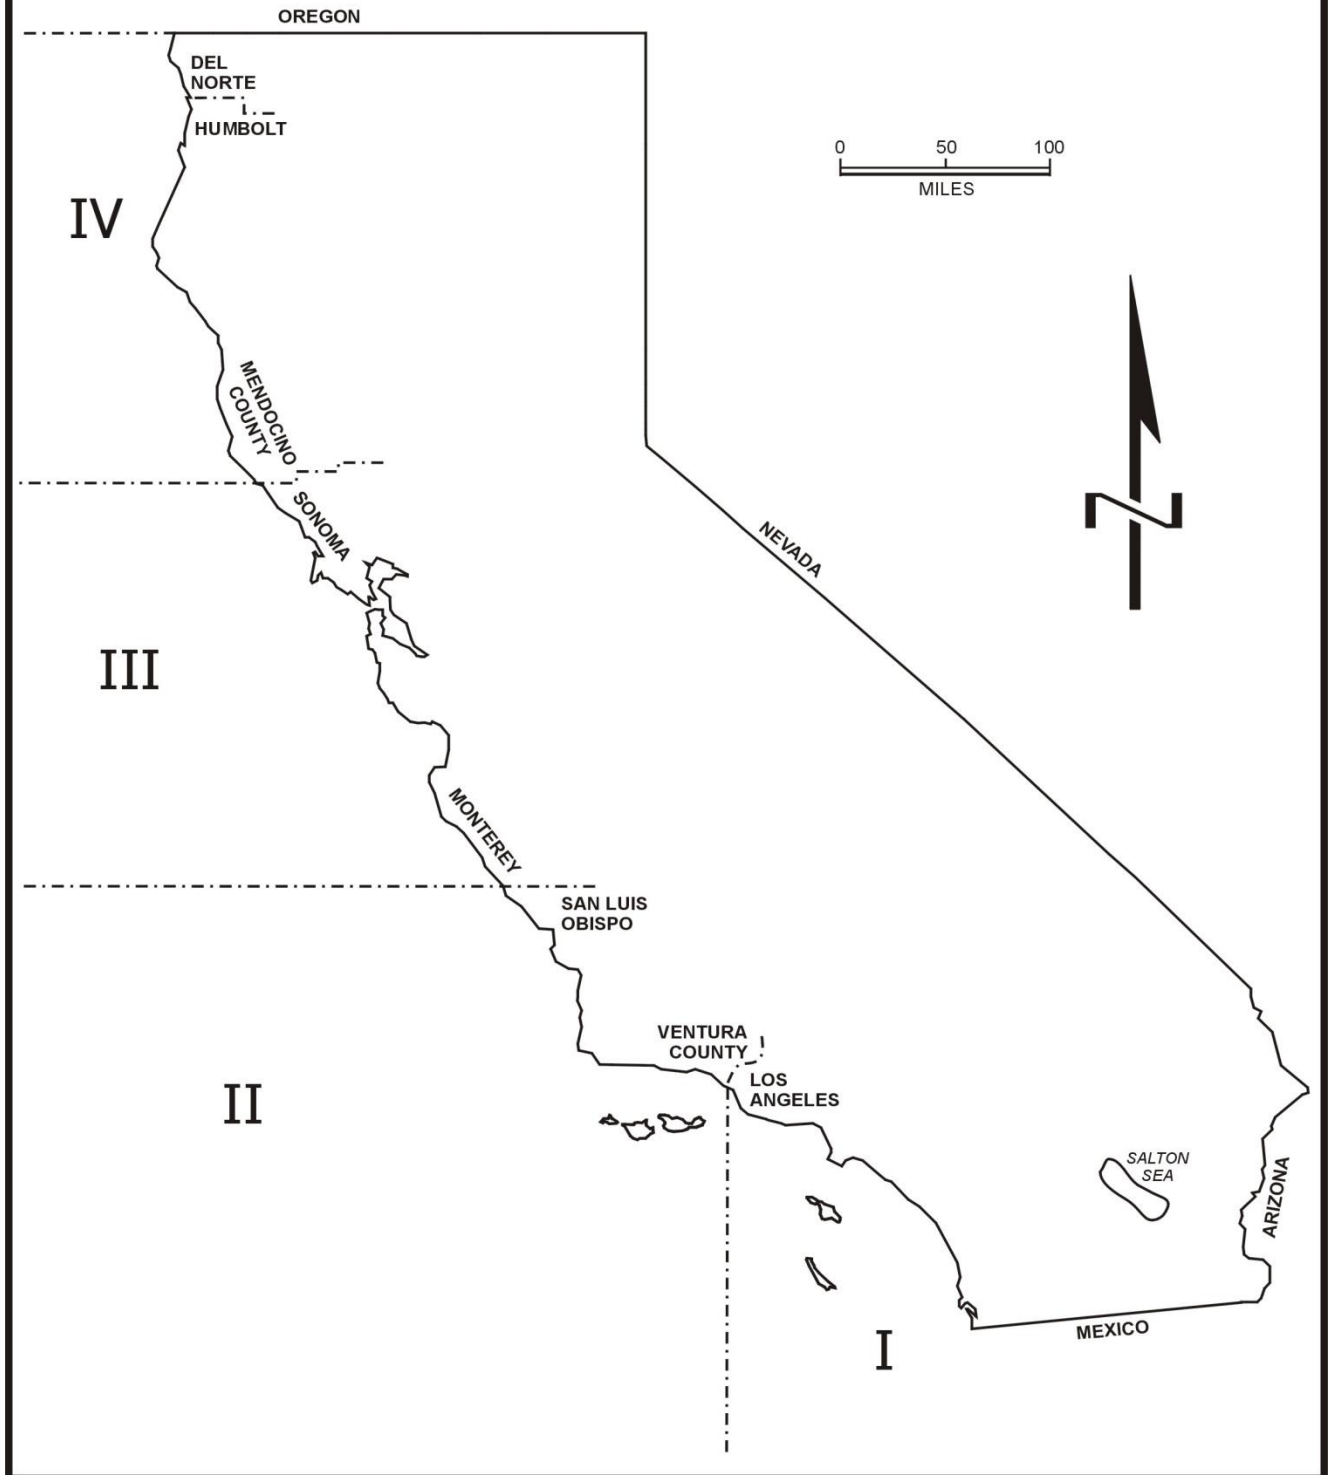 OREGON
DEL
NORTE
HUMBOLT
0 50 100
MILES
IV
MENDOCINO
COUNTY
SONOMA
NEVADA
N
III
MONTEREY
SAN LUIS
OBISPO
VENTURA
COUNTY
LOS
ANGELES
II
SALTON
SEA
ARIZONA
MEXICO
I